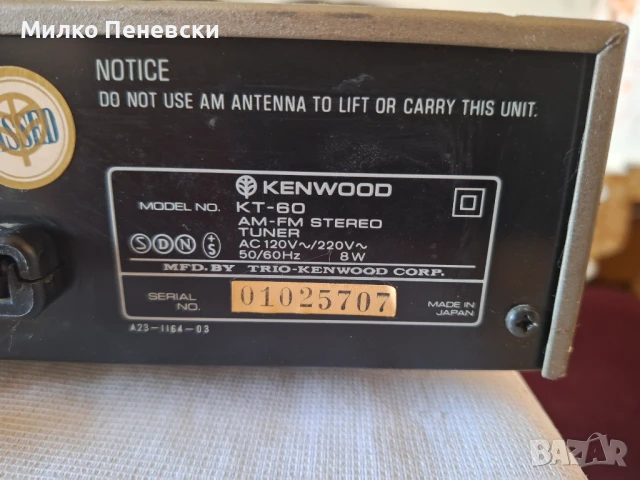 Милко Пеневски
NOTICE
DO NOT USE AM ANTENNA TO LIFT OR CARRY THIS UNIT.
KENWOOD
MODEL NO. KT-60
AM-FM STEREO
TUNER
S D N +S
AC 120V~/220V~
50/60Hz 8W
MFD. BY TRIO-KENWOOD CORP.
SERIAL NO. 01025707
MADE IN JAPAN
A23-1164-03
BAZAR